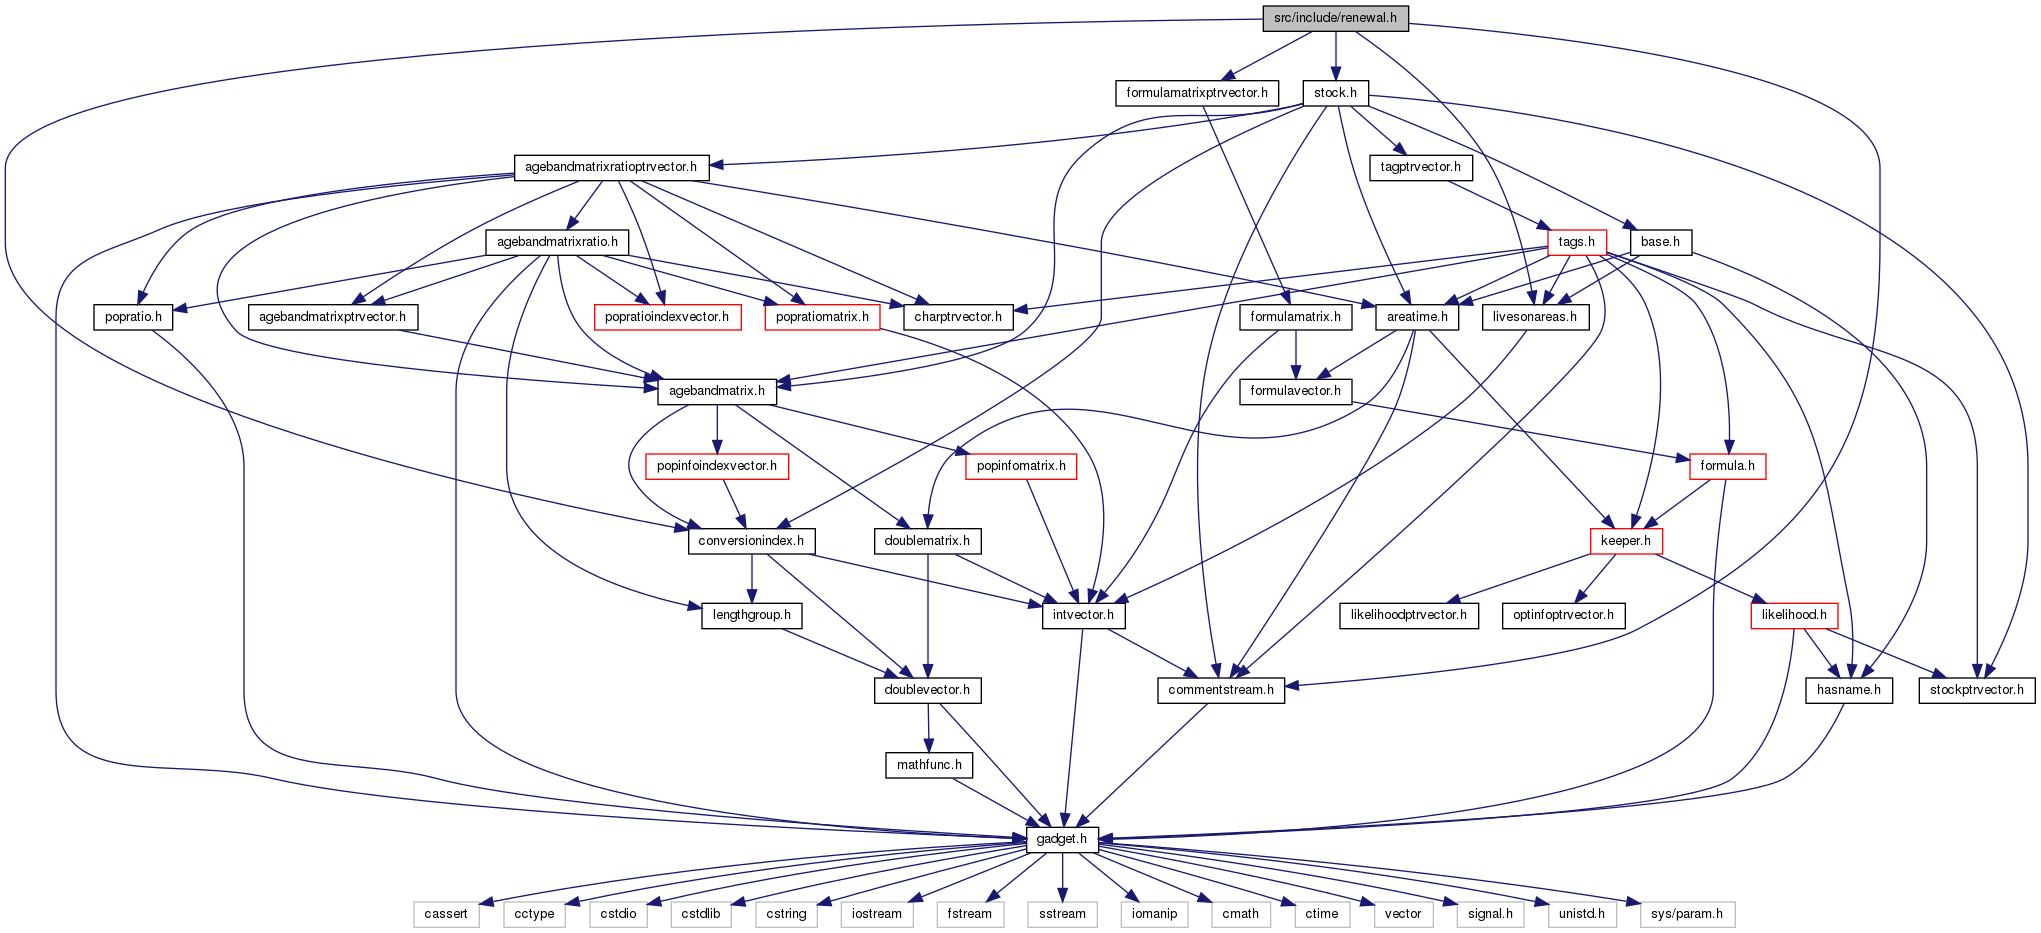 src/include/renewal.h
formulamatrixptrvector.h
stock.h
agebandmatrixratioptrvector.h
tagptrvector.h
agebandmatrixratio.h
tags.h
base.h
popratio.h
agebandmatrixptrvector.h
popratioindexvector.h
popratiomatrix.h
charptrvector.h
formulamatrix.h
areatime.h
livesonareas.h
agebandmatrix.h
formulavector.h
popinfoindexvector.h
popinfomatrix.h
formula.h
conversionindex.h
doublematrix.h
keeper.h
lengthgroup.h
intvector.h
likelihoodptrvector.h
optinfoptrvector.h
likelihood.h
doublevector.h
commentstream.h
hasname.h
stockptrvector.h
mathfunc.h
gadget.h
cassert
cctype
cstdio
cstdlib
cstring
iostream
fstream
sstream
iomanip
cmath
ctime
vector
signal.h
unistd.h
sys/param.h